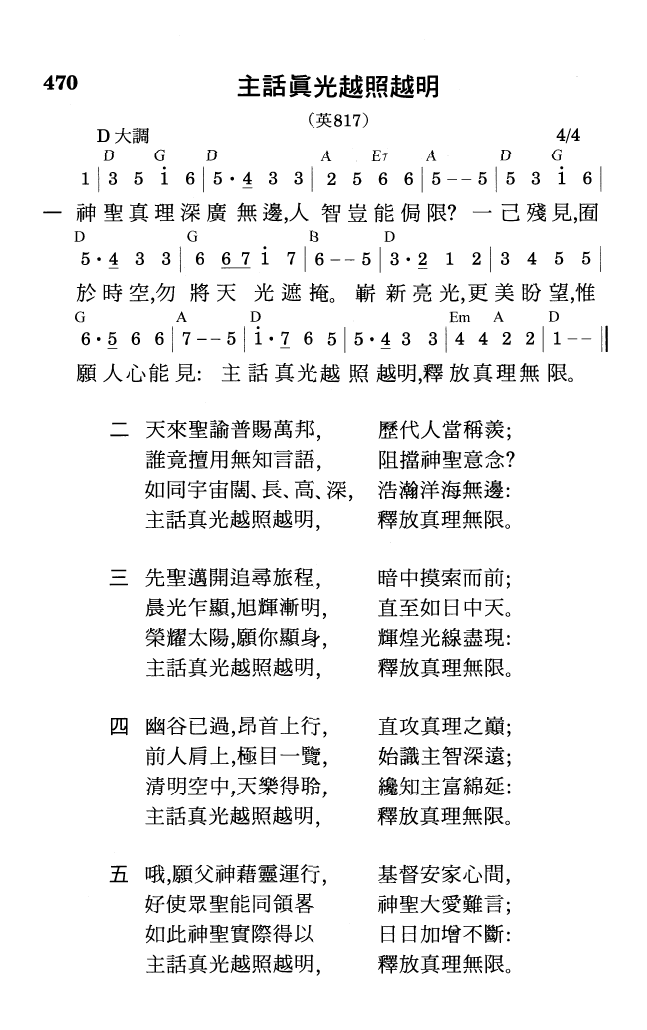 470 主話眞光越照越明
（英817）
D 大調 4/4
D G D A E7 A D G
1 | 3 5 i 6 | 5 · 4 3 3 | 2 5 6 6 | 5 - - 5 | 5 3 i 6 |
一 神聖真理深廣無邊,人智豈能侷限? 一己殘見,囿
D G B D
5 · 4 3 3 | 6 6 7 i 7 | 6 - - 5 | 3 · 2 1 2 | 3 4 5 5 |
於時空,勿將天光遮掩。嶄新亮光,更美盼望,惟
G A D Em A D
6 · 5 6 6 | 7 - - 5 | i · 7 6 5 | 5 · 4 3 3 | 4 4 2 2 | 1 - - ||
願人心能見: 主話真光越照越明,釋放真理無限。
二 天來聖諭普賜萬邦, 歷代人當稱羨;
誰竟擅用無知言語, 阻擋神聖意念?
如同宇宙闊、長、高、深, 浩瀚洋海無邊:
主話真光越照越明, 釋放真理無限。
三 先聖邁開追尋旅程, 暗中摸索而前;
晨光乍顯,旭輝漸明, 直至如日中天。
榮耀太陽,願你顯身, 輝煌光線盡現:
主話真光越照越明, 釋放真理無限。
四 幽谷已過,昂首上行, 直攻真理之巔;
前人肩上,極目一覽, 始識主智深遠;
清明空中,天樂得聆, 纔知主富綿延:
主話真光越照越明, 釋放真理無限。
五 哦,願父神藉靈運行, 基督安家心間,
好使眾聖能同領畧 神聖大愛難言;
如此神聖實際得以 日日加增不斷:
主話真光越照越明, 釋放真理無限。